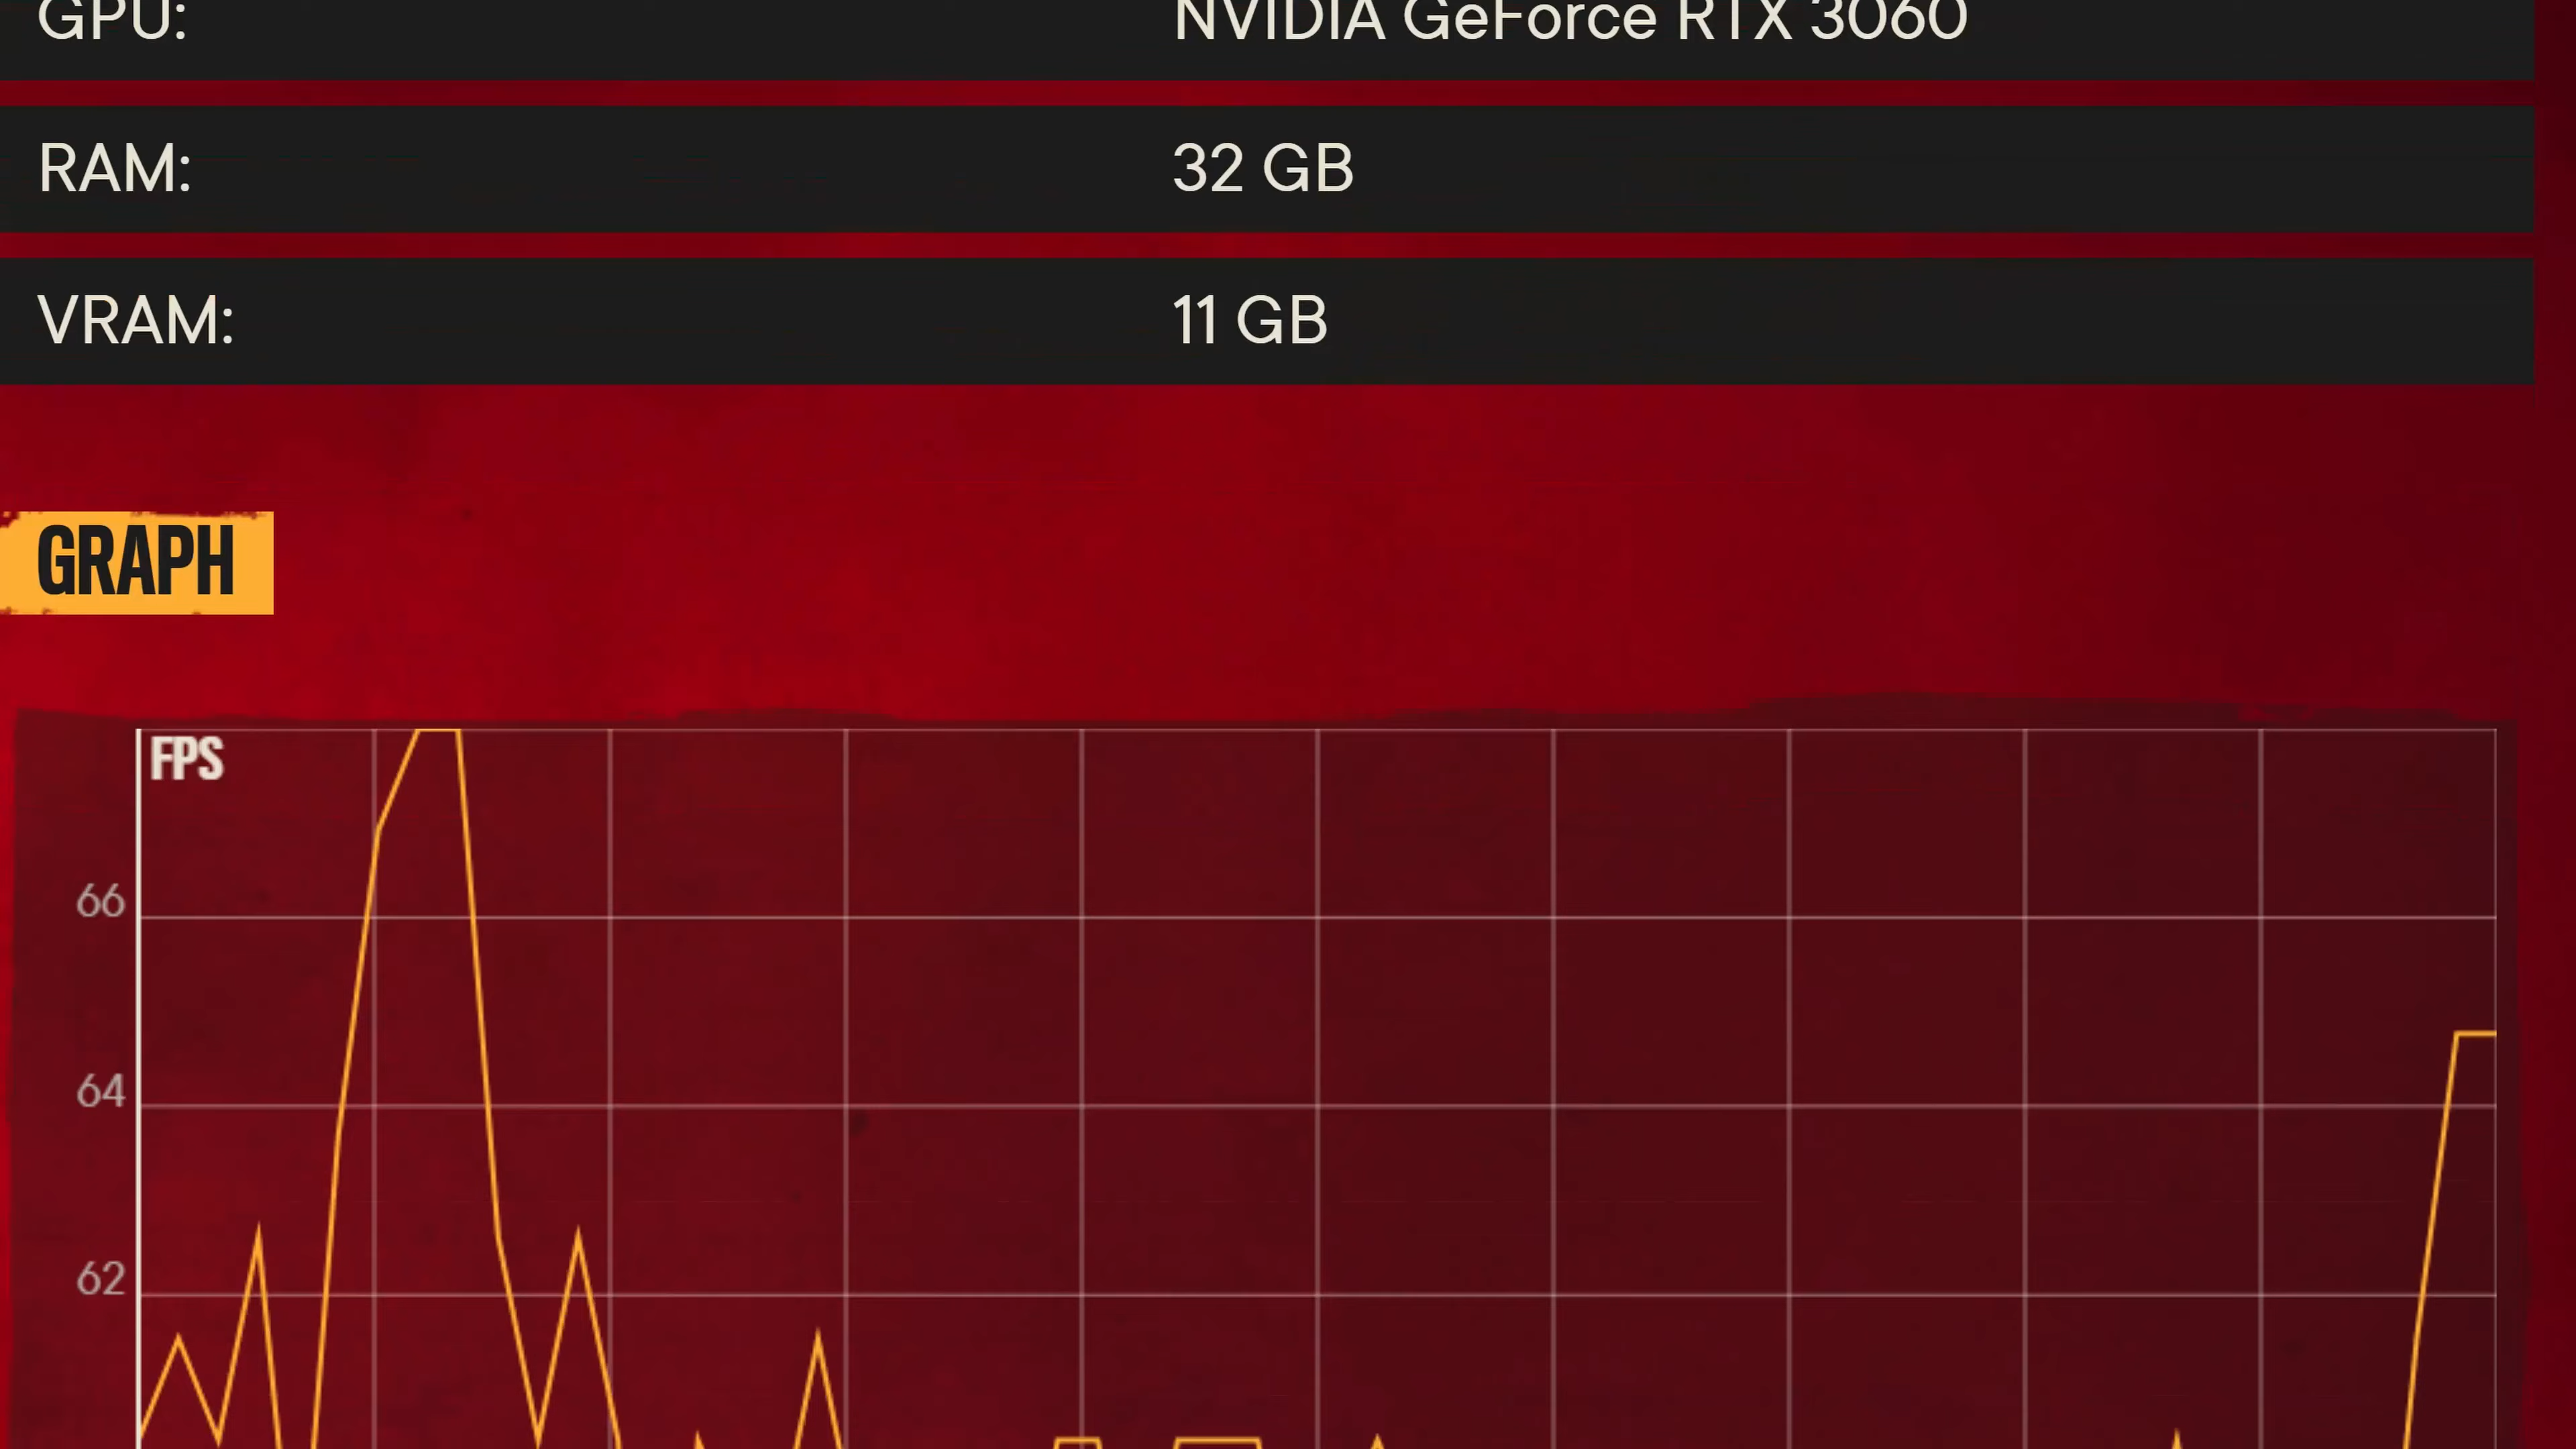 GPU: NVIDIA GeForce RTX 3060
RAM: 32 GB
VRAM: 11 GB
GRAPH
FPS
66
64
62